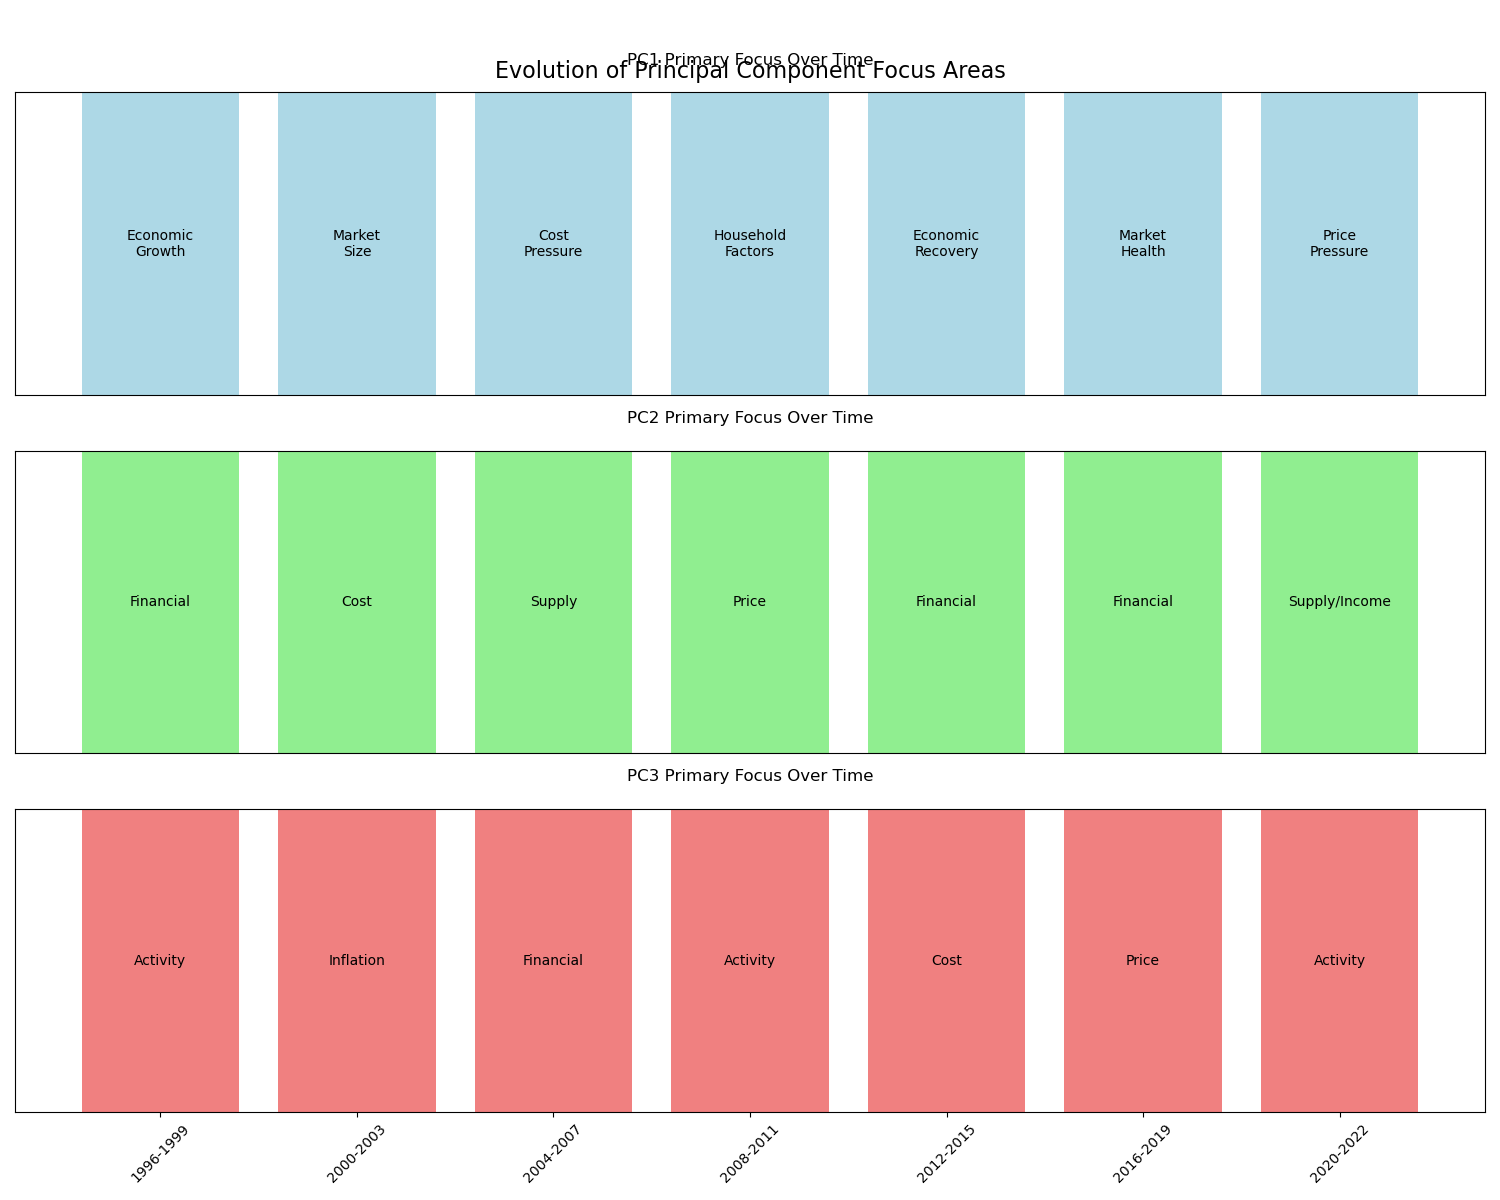 PC1 Primary Focus Over Time
Evolution of Principal Component Focus Areas
Economic
Growth
Market
Size
Cost
Pressure
Household
Factors
Economic
Recovery
Market
Health
Price
Pressure
PC2 Primary Focus Over Time
Financial
Cost
Supply
Price
Financial
Financial
Supply/Income
PC3 Primary Focus Over Time
Activity
Inflation
Financial
Activity
Cost
Price
Activity
1996-1999
2000-2003
2004-2007
2008-2011
2012-2015
2016-2019
2020-2022